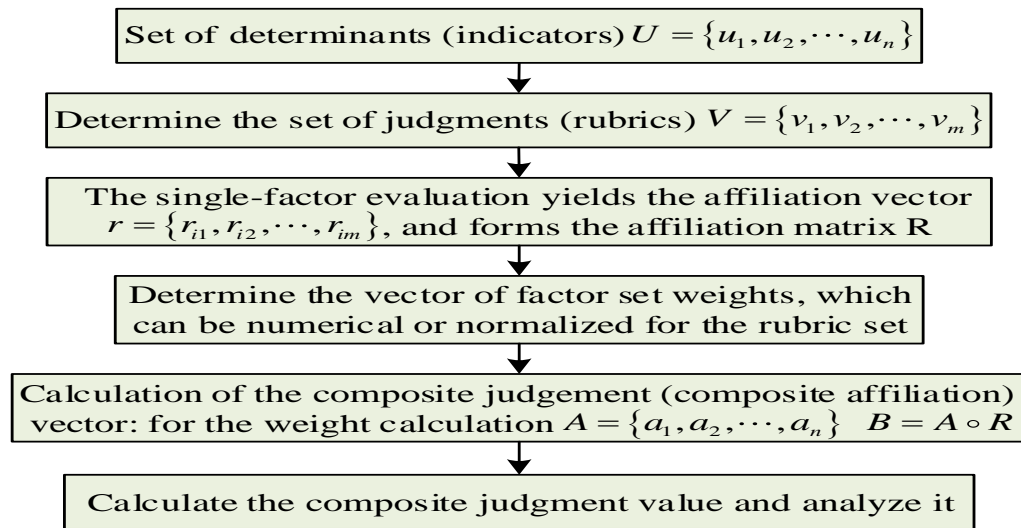 Set of determinants (indicators) U = {u₁, u₂, ⋯, uₙ}
Determine the set of judgments (rubrics) V = {v₁, v₂, ⋯, vₘ}
The single-factor evaluation yields the affiliation vector
r = {rᵢ₁, rᵢ₂, ⋯, rᵢₘ}, and forms the affiliation matrix R
Determine the vector of factor set weights, which
can be numerical or normalized for the rubric set
Calculation of the composite judgement (composite affiliation)
vector: for the weight calculation A = {a₁, a₂, ⋯, aₙ} B = A ∘ R
Calculate the composite judgment value and analyze it